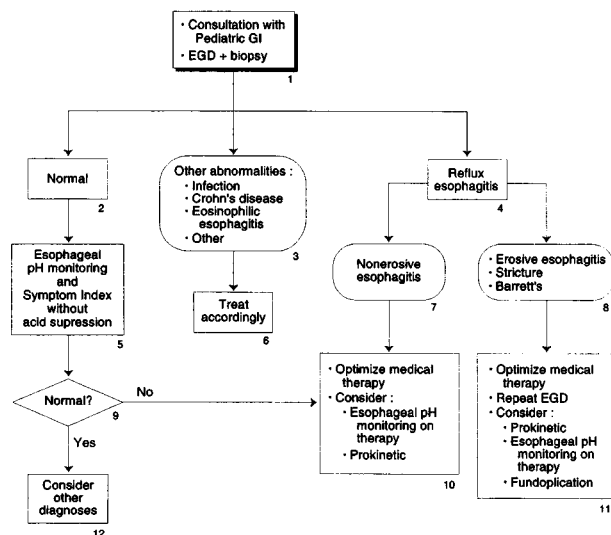 • Consultation with
Pediatric GI
• EGD + biopsy
1
Normal
2
Other abnormalities :
• Infection
• Crohn's disease
• Eosinophilic
esophagitis
• Other
3
Reflux
esophagitis
4
Esophageal
pH monitoring
and
Symptom Index
without
acid supression
5
Treat
accordingly
6
Nonerosive
esophagitis
7
• Erosive esophagitis
• Stricture
• Barrett's
8
Normal?
9
No
Yes
• Optimize medical
therapy
• Consider :
• Esophageal pH
monitoring on
therapy
• Prokinetic
10
• Optimize medical
therapy
• Repeat EGD
• Consider :
• Prokinetic
• Esophageal pH
monitoring on
therapy
• Fundoplication
11
Consider
other
diagnoses
12